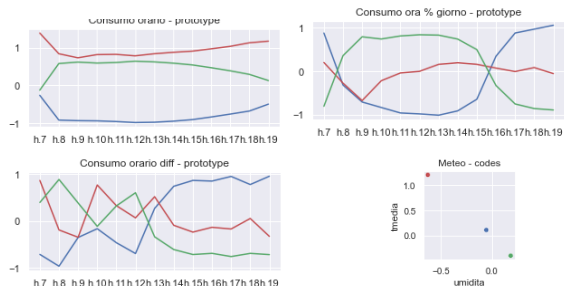 Consumo orario - prototype
1
0
−1
h.7 h.8 h.9 h.10 h.11 h.12 h.13 h.14 h.15 h.16 h.17 h.18 h.19
Consumo ora % giorno - prototype
1
0
−1
h.7 h.8 h.9 h.10 h.11 h.12 h.13 h.14 h.15 h.16 h.17 h.18 h.19
Consumo orario diff - prototype
1
0
−1
h.7 h.8 h.9 h.10 h.11 h.12 h.13 h.14 h.15 h.16 h.17 h.18 h.19
Meteo - codes
1.0
0.5
0.0
tmedia
−0.5 0.0
umidita